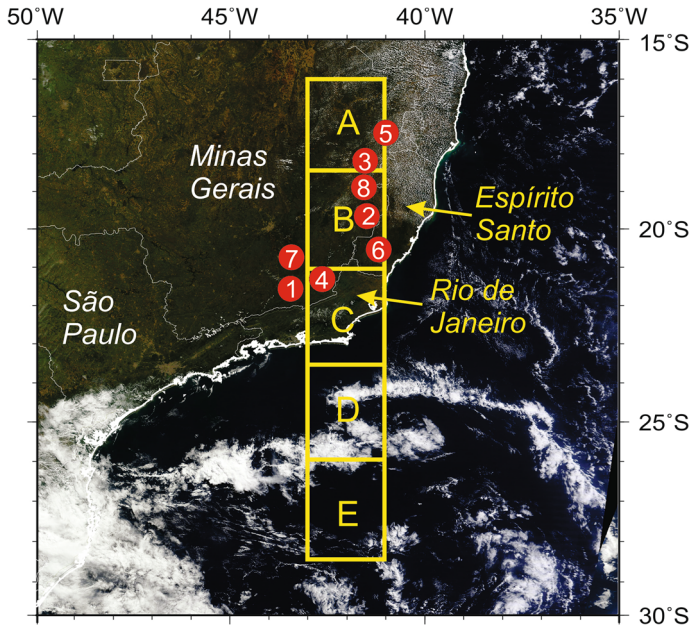 50°W 45°W 40°W 35°W
15°S
A
5
Minas
Gerais
3
8
Espírito
Santo
B 2
20°S
6
7
4
1
Rio de
Janeiro
São
Paulo
C
D
25°S
E
30°S